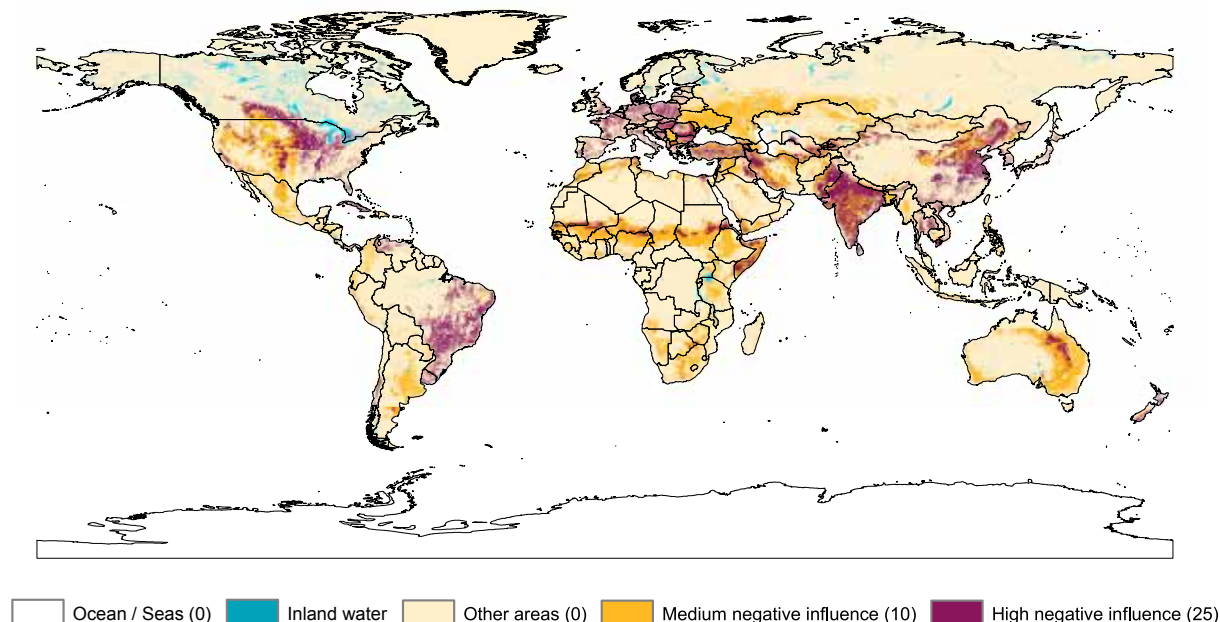 Ocean / Seas (0) Inland water Other areas (0) Medium negative influence (10) High negative influence (25)